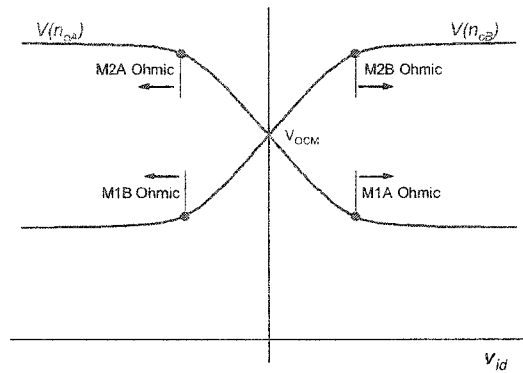 V(n_oA)
V(n_oB)
M2A Ohmic
M2B Ohmic
V_OCM
M1B Ohmic
M1A Ohmic
v_id